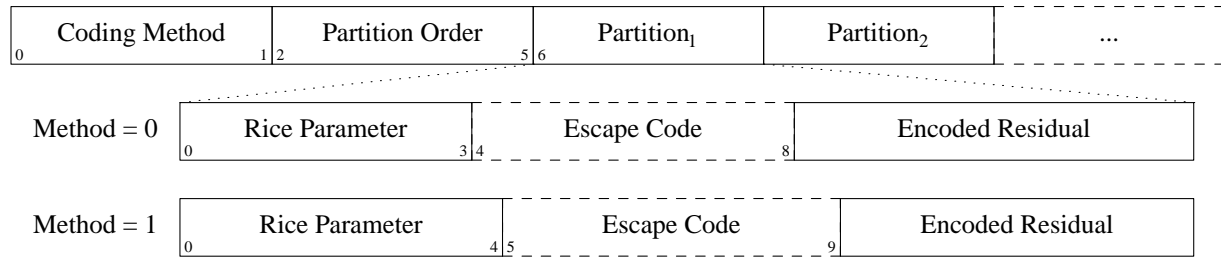 Coding Method Partition Order Partition₁ Partition₂ ...
0 1 2 5 6
Method = 0 Rice Parameter Escape Code Encoded Residual
0 3 4 8
Method = 1 Rice Parameter Escape Code Encoded Residual
0 4 5 9